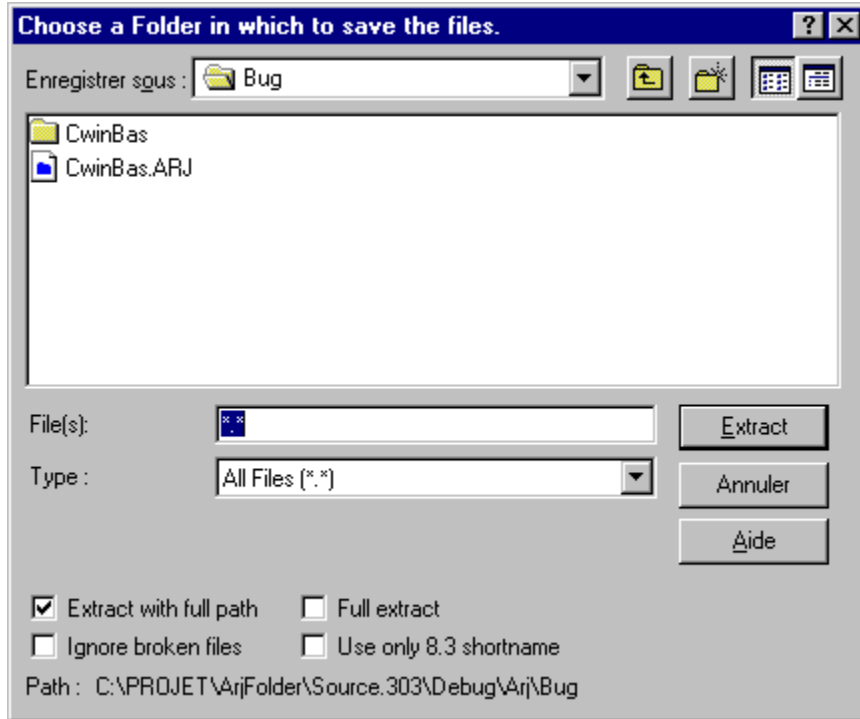 Choose a Folder in which to save the files.
Enregistrer sous : Bug
CwinBas
CwinBas.ARJ
File(s): *.* Extract
Type : All Files (*.*) Annuler
Aide
Extract with full path Full extract
Ignore broken files Use only 8.3 shortname
Path : C:\PROJET\ArjFolder\Source.303\Debug\Arj\Bug